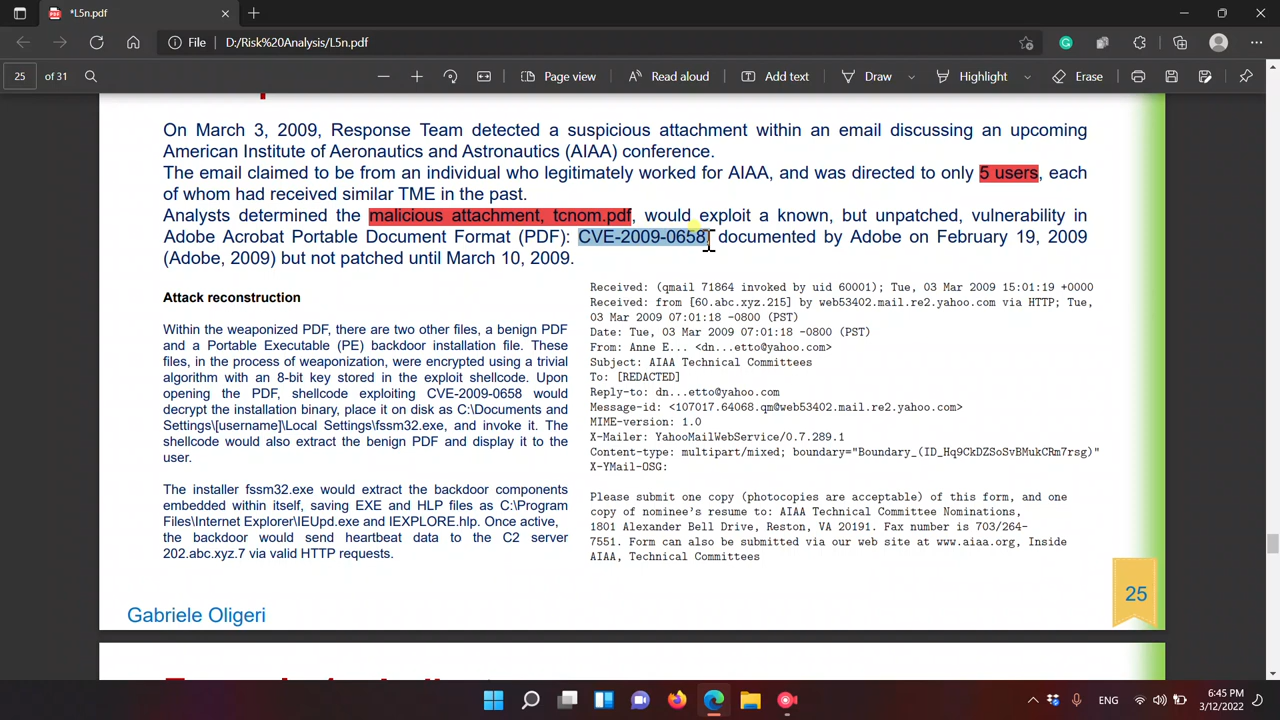 *L5n.pdf
File
D:/Risk%20Analysis/L5n.pdf
25 of 31
Page view
Read aloud
Add text
Draw
Highlight
Erase
On March 3, 2009, Response Team detected a suspicious attachment within an email discussing an upcoming
American Institute of Aeronautics and Astronautics (AIAA) conference.
The email claimed to be from an individual who legitimately worked for AIAA, and was directed to only 5 users, each
of whom had received similar TME in the past.
Analysts determined the malicious attachment, tcnom.pdf, would exploit a known, but unpatched, vulnerability in
Adobe Acrobat Portable Document Format (PDF): CVE-2009-0658, documented by Adobe on February 19, 2009
(Adobe, 2009) but not patched until March 10, 2009.
Attack reconstruction
Within the weaponized PDF, there are two other files, a benign PDF
and a Portable Executable (PE) backdoor installation file. These
files, in the process of weaponization, were encrypted using a trivial
algorithm with an 8-bit key stored in the exploit shellcode. Upon
opening the PDF, shellcode exploiting CVE-2009-0658 would
decrypt the installation binary, place it on disk as C:\Documents and
Settings\[username]\Local Settings\fssm32.exe, and invoke it. The
shellcode would also extract the benign PDF and display it to the
user.
The installer fssm32.exe would extract the backdoor components
embedded within itself, saving EXE and HLP files as C:\Program
Files\Internet Explorer\IEUpd.exe and IEXPLORE.hlp. Once active,
the backdoor would send heartbeat data to the C2 server
202.abc.xyz.7 via valid HTTP requests.
Received: (qmail 71864 invoked by uid 60001); Tue, 03 Mar 2009 15:01:19 +0000
Received: from [60.abc.xyz.215] by web53402.mail.re2.yahoo.com via HTTP; Tue,
03 Mar 2009 07:01:18 -0800 (PST)
Date: Tue, 03 Mar 2009 07:01:18 -0800 (PST)
From: Anne E... <dn...etto@yahoo.com>
Subject: AIAA Technical Committees
To: [REDACTED]
Reply-to: dn...etto@yahoo.com
Message-id: <107017.64068.qm@web53402.mail.re2.yahoo.com>
MIME-version: 1.0
X-Mailer: YahooMailWebService/0.7.289.1
Content-type: multipart/mixed; boundary="Boundary_(ID_Hq9CkDZSoSvBMukCRm7rsg)"
X-YMail-OSG:
Please submit one copy (photocopies are acceptable) of this form, and one
copy of nominee's resume to: AIAA Technical Committee Nominations,
1801 Alexander Bell Drive, Reston, VA 20191. Fax number is 703/264-
7551. Form can also be submitted via our web site at www.aiaa.org, Inside
AIAA, Technical Committees
25
Gabriele Oligeri
ENG
6:45 PM
3/12/2022